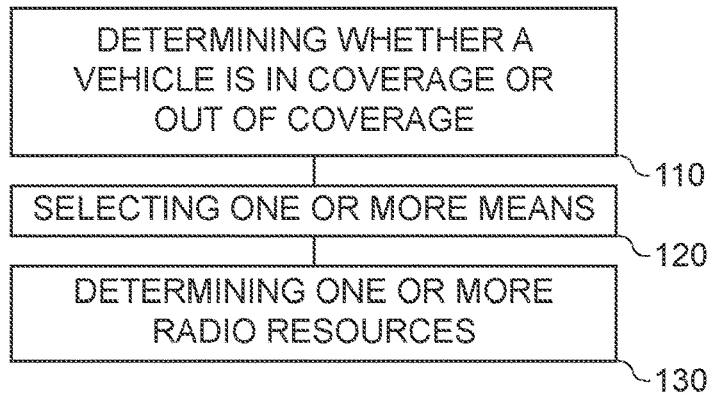 DETERMINING WHETHER A
VEHICLE IS IN COVERAGE OR
OUT OF COVERAGE
110
SELECTING ONE OR MORE MEANS
120
DETERMINING ONE OR MORE
RADIO RESOURCES
130